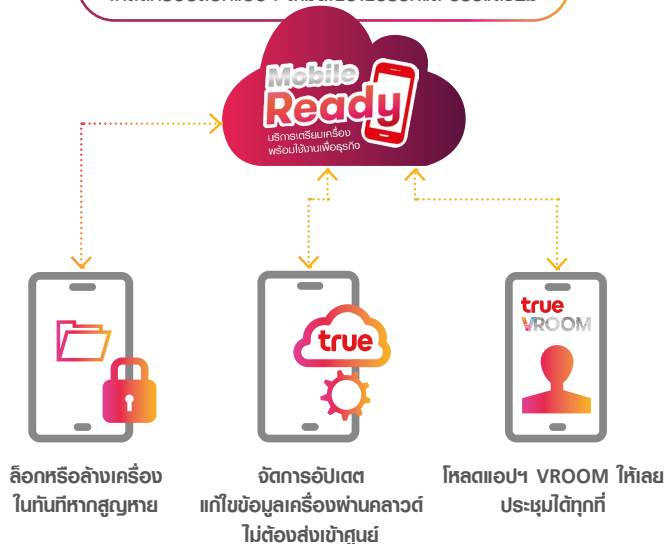 Mobile
Ready
บริการเตรียมเครื่อง
พร้อมใช้งานเพื่อธุรกิจ
true
true
VROOM
ล็อกหรือล้างเครื่อง
ในทันทีหากสูญหาย
จัดการอัปเดต
แก้ไขข้อมูลเครื่องผ่านคลาวด์
ไม่ต้องส่งเข้าศูนย์
โหลดแอปฯ VROOM ให้เลย
ประชุมได้ทุกที่